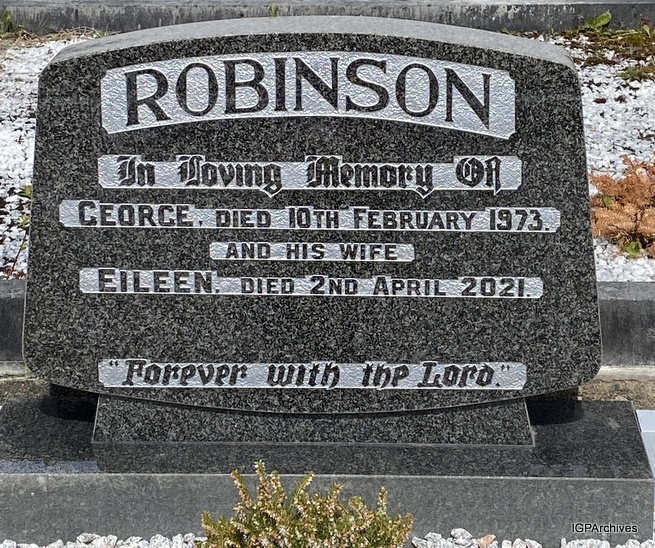 ROBINSON
In Loving Memory Of
GEORGE, DIED 10TH FEBRUARY 1973.
AND HIS WIFE
EILEEN, DIED 2ND APRIL 2021.
"Forever with the Lord."
IGPArchives